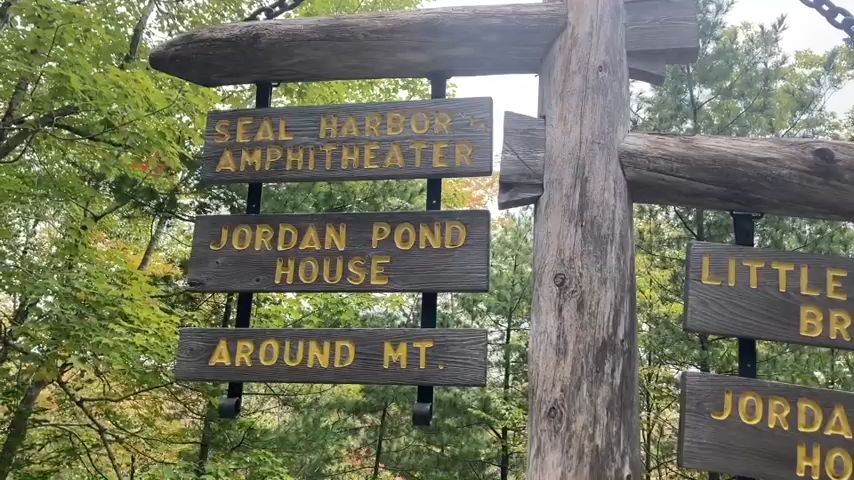 SEAL HARBOR
AMPHITHEATER
JORDAN POND
HOUSE
AROUND MT.
LITTLE
BR
JORDA
HO